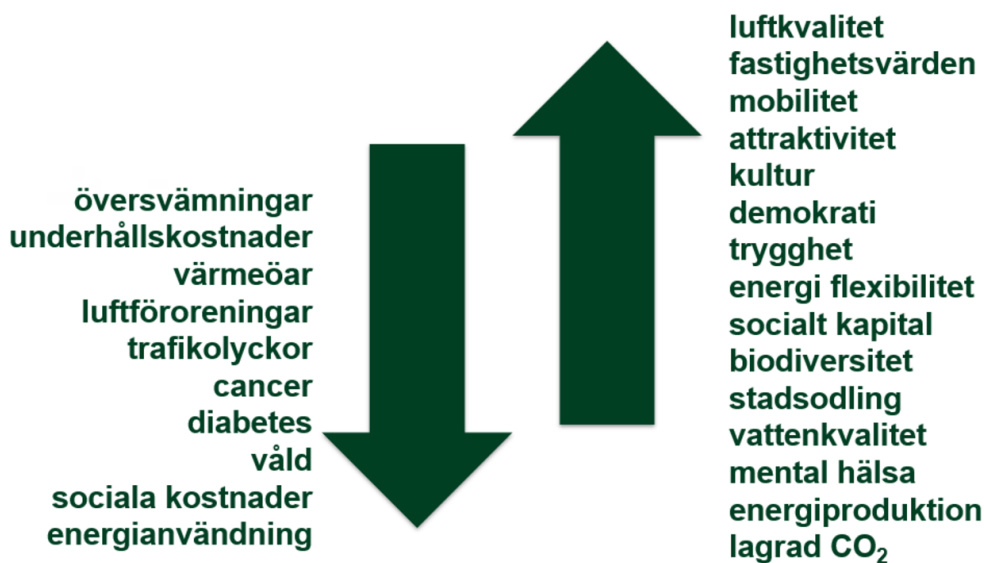 översvämningar
underhållskostnader
värmeöar
luftföroreningar
trafikolyckor
cancer
diabetes
våld
sociala kostnader
energianvändning
luftkvalitet
fastighetsvärden
mobilitet
attraktivitet
kultur
demokrati
trygghet
energi flexibilitet
socialt kapital
biodiversitet
stadsodling
vattenkvalitet
mental hälsa
energiproduktion
lagrad CO₂